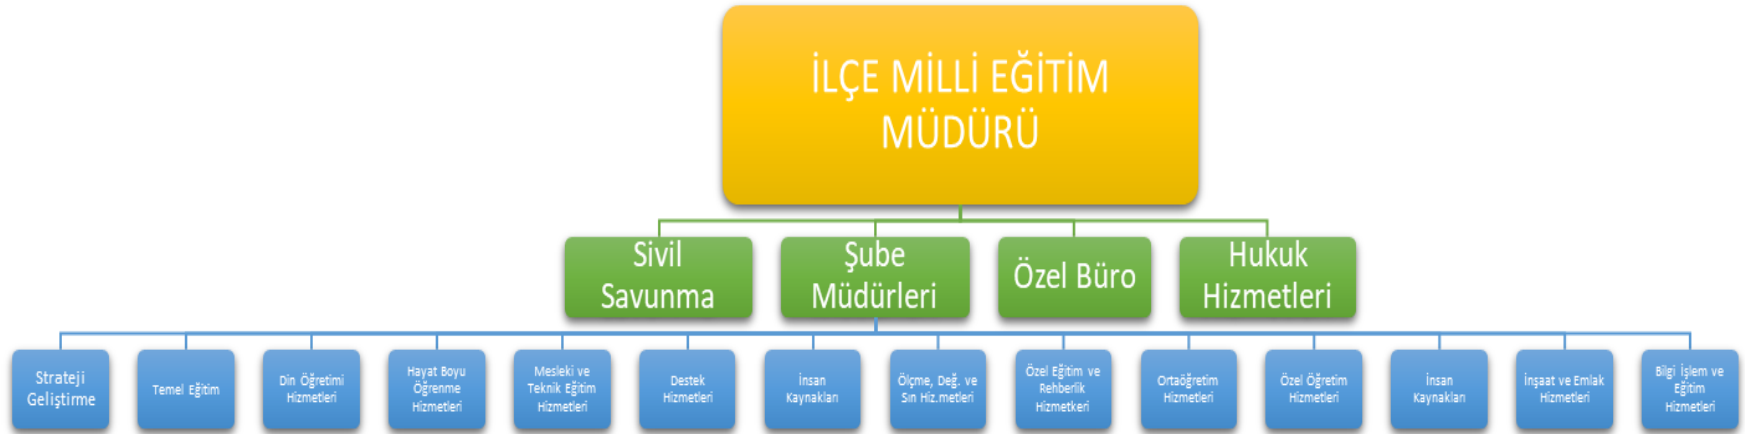 İLÇE MİLLİ EĞİTİM
MÜDÜRÜ
Sivil
Savunma
Şube
Müdürleri
Özel Büro
Hukuk
Hizmetleri
Strateji
Geliştirme
Temel Eğitim
Din Öğretimi
Hizmetleri
Hayat Boyu
Öğrenme
Hizmetleri
Mesleki ve
Teknik Eğitim
Hizmetleri
Destek
Hizmetleri
İnsan
Kaynakları
Ölçme, Değ. ve
Sın Hiz.metleri
Özel Eğitim ve
Rehberlik
Hizmetkeri
Ortaöğretim
Hizmetleri
Özel Öğretim
Hizmetleri
İnsan
Kaynakları
İnşaat ve Emlak
Hizmetleri
Bilgi İşlem ve
Eğitim
Hizmetleri